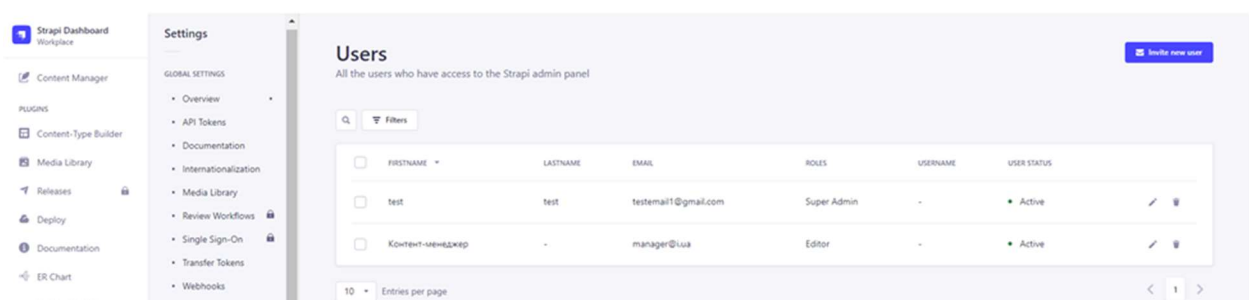 Strapi Dashboard
Workplace
Content Manager
PLUGINS
Content-Type Builder
Media Library
Releases
Deploy
Documentation
ER Chart
Settings
GLOBAL SETTINGS
Overview
API Tokens
Documentation
Internationalization
Media Library
Review Workflows
Single Sign-On
Transfer Tokens
Webhooks
Users
All the users who have access to the Strapi admin panel
Invite new user
Filters
FIRSTNAME LASTNAME EMAIL ROLES USERNAME USER STATUS
test test testemail1@gmail.com Super Admin - Active
Контент-менеджер - manager@i.ua Editor - Active
10 Entries per page
1